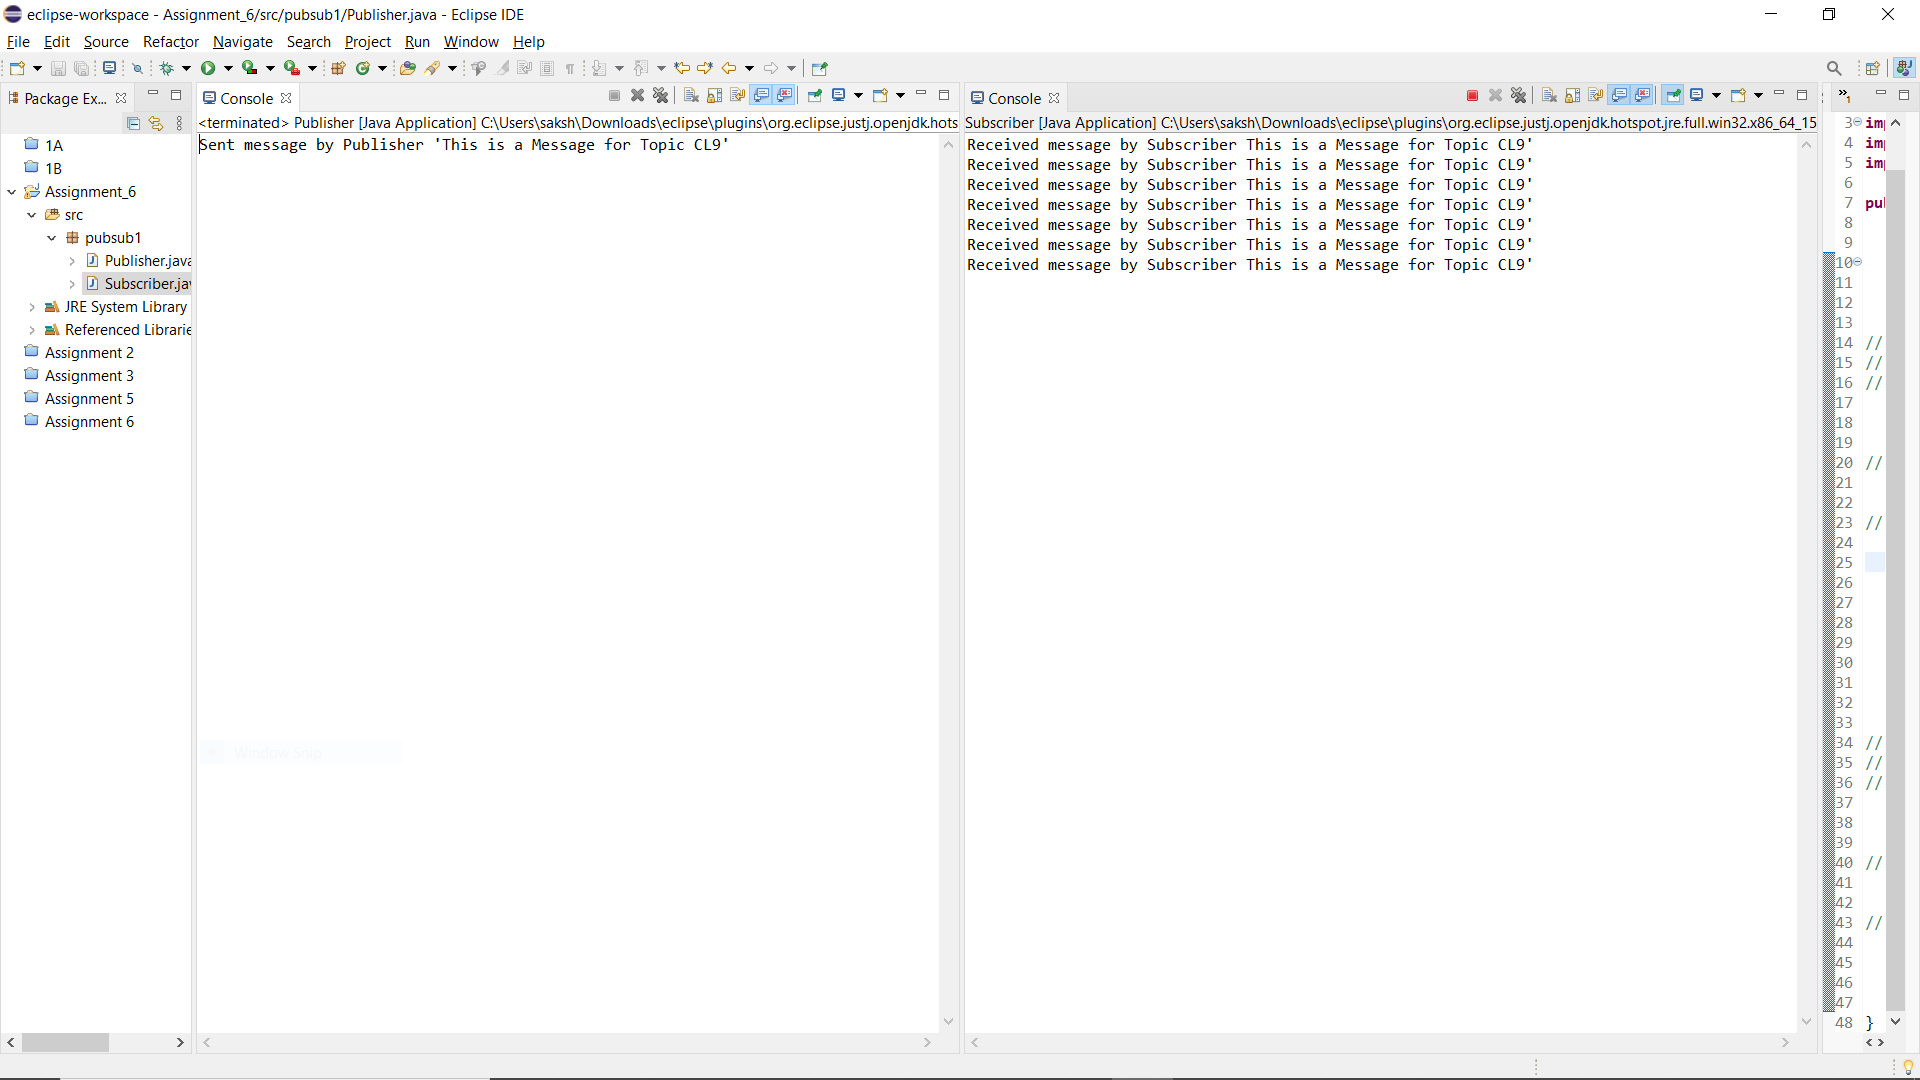 eclipse-workspace - Assignment_6/src/pubsub1/Publisher.java - Eclipse IDE
File Edit Source Refactor Navigate Search Project Run Window Help
Package Ex...
1A
1B
Assignment_6
src
pubsub1
Publisher.java
Subscriber.jav
JRE System Library
Referenced Librarie
Assignment 2
Assignment 3
Assignment 5
Assignment 6
Console
<terminated> Publisher [Java Application] C:\Users\saksh\Downloads\eclipse\plugins\org.eclipse.justj.openjdk.hots
Sent message by Publisher 'This is a Message for Topic CL9'
Window Snip
Console
Subscriber [Java Application] C:\Users\saksh\Downloads\eclipse\plugins\org.eclipse.justj.openjdk.hotspot.jre.full.win32.x86_64_15
Received message by Subscriber This is a Message for Topic CL9'
Received message by Subscriber This is a Message for Topic CL9'
Received message by Subscriber This is a Message for Topic CL9'
Received message by Subscriber This is a Message for Topic CL9'
Received message by Subscriber This is a Message for Topic CL9'
Received message by Subscriber This is a Message for Topic CL9'
Received message by Subscriber This is a Message for Topic CL9'
»1
3 imp
4 imp
5 imp
6
7 pul
8
9
10
11
12
13
14 //
15 //
16 //
17
18
19
20 //
21
22
23 //
24
25
26
27
28
29
30
31
32
33
34 //
35 //
36 //
37
38
39
40 //
41
42
43 //
44
45
46
47
48 }